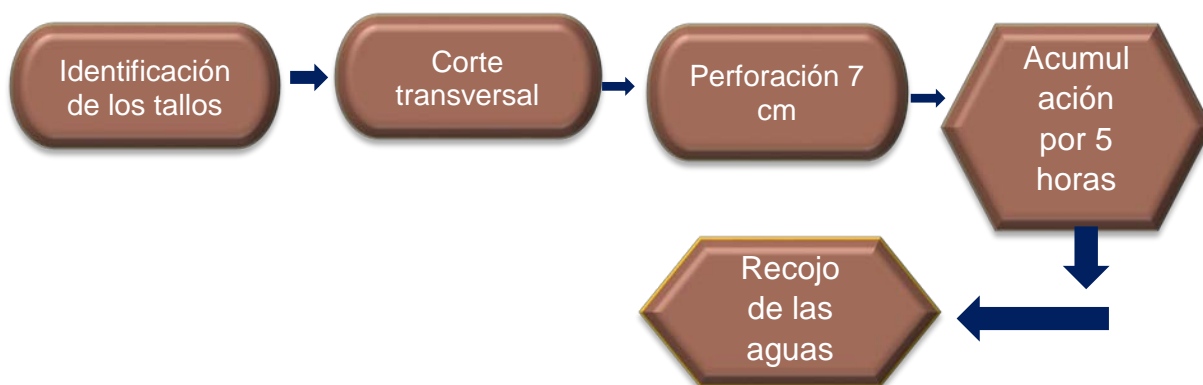 Identificación
de los tallos
Corte
transversal
Perforación 7
cm
Acumul
ación
por 5
horas
Recojo
de las
aguas